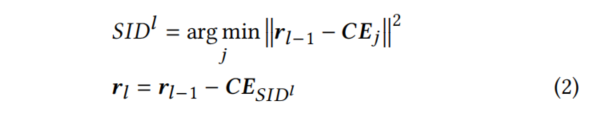 SID^l = arg min_j ||r_{l−1} − CE_j||^2
r_l = r_{l−1} − CE_{SID^l} (2)